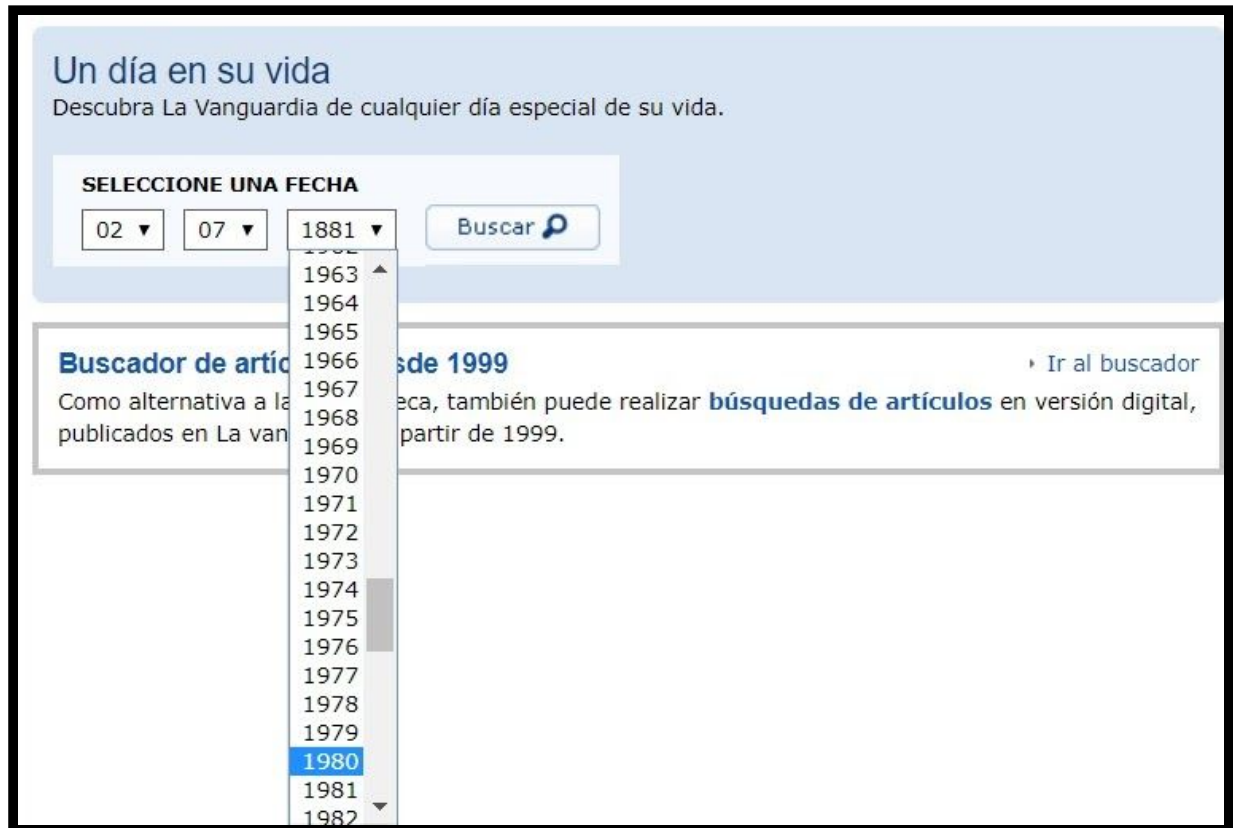 Un día en su vida
Descubra La Vanguardia de cualquier día especial de su vida.
SELECCIONE UNA FECHA
02 07 1881 Buscar
1963
1964
1965
1966
1967
1968
1969
1970
1971
1972
1973
1974
1975
1976
1977
1978
1979
1980
1981
1982
Buscador de artíc sde 1999 Ir al buscador
Como alternativa a la eca, también puede realizar búsquedas de artículos en versión digital,
publicados en La van partir de 1999.